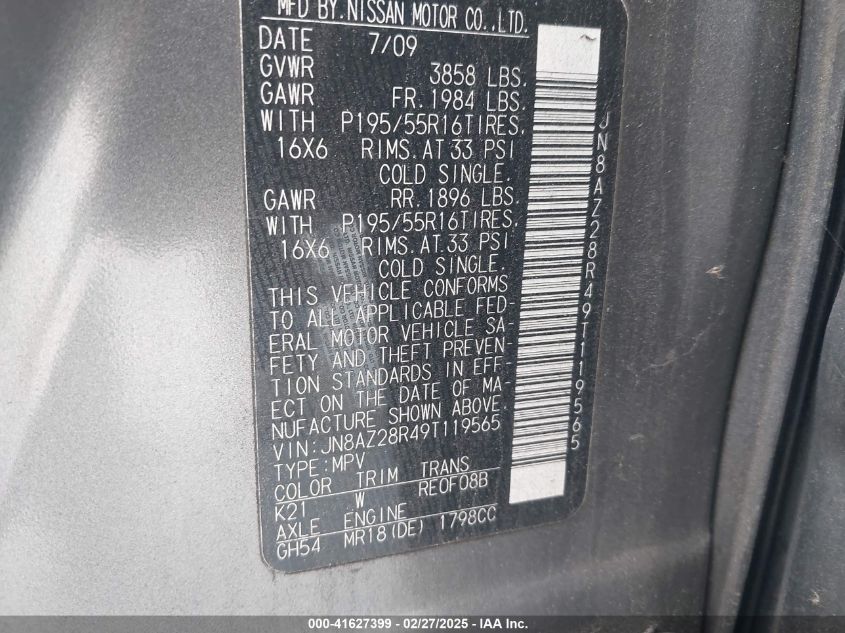 MFD BY.NISSAN MOTOR CO.,LTD.
DATE 7/09
GVWR 3858 LBS.
GAWR FR. 1984 LBS.
WITH P195/55R16TIRES.
16X6 RIMS. AT 33 PSI
COLD SINGLE.
GAWR RR. 1896 LBS.
WITH P195/55R16TIRES.
16X6 RIMS. AT 33 PSI
COLD SINGLE.
THIS VEHICLE CONFORMS
TO ALL APPLICABLE FED-
ERAL MOTOR VEHICLE SA-
FETY AND THEFT PREVEN-
TION STANDARDS IN EFF-
ECT ON THE DATE OF MA-
NUFACTURE SHOWN ABOVE.
VIN: JN8AZ28R49T119565
TYPE: MPV
COLOR TRIM TRANS
K21 W RE0F08B
AXLE ENGINE
GH54 MR18(DE) 1798CC
JN8AZ28R49T119565
000-41627399 - 02/27/2025 - COPYRIGHT IAA, LLC.